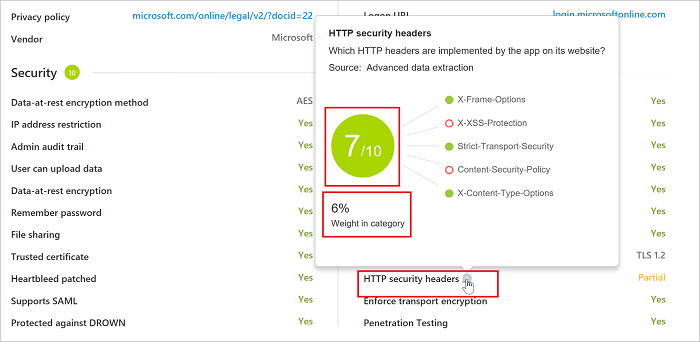 Privacy policy
microsoft.com/online/legal/v2/?docid=22
Vendor
Microsoft
Security 10
Data-at-rest encryption method
AES
IP address restriction
Yes
Admin audit trail
Yes
User can upload data
Yes
Data-at-rest encryption
Yes
Remember password
Yes
File sharing
Yes
Trusted certificate
Yes
Heartbleed patched
Yes
Supports SAML
Yes
Protected against DROWN
Yes
Logon URL
login.microsoftonline.com
HTTP security headers
Which HTTP headers are implemented by the app on its website?
Source: Advanced data extraction
7/10
X-Frame-Options
X-XSS-Protection
Strict-Transport-Security
Content-Security-Policy
X-Content-Type-Options
6%
Weight in category
Yes
Yes
Yes
Yes
Yes
Yes
Yes
TLS 1.2
HTTP security headers
Partial
Enforce transport encryption
Yes
Penetration Testing
Yes